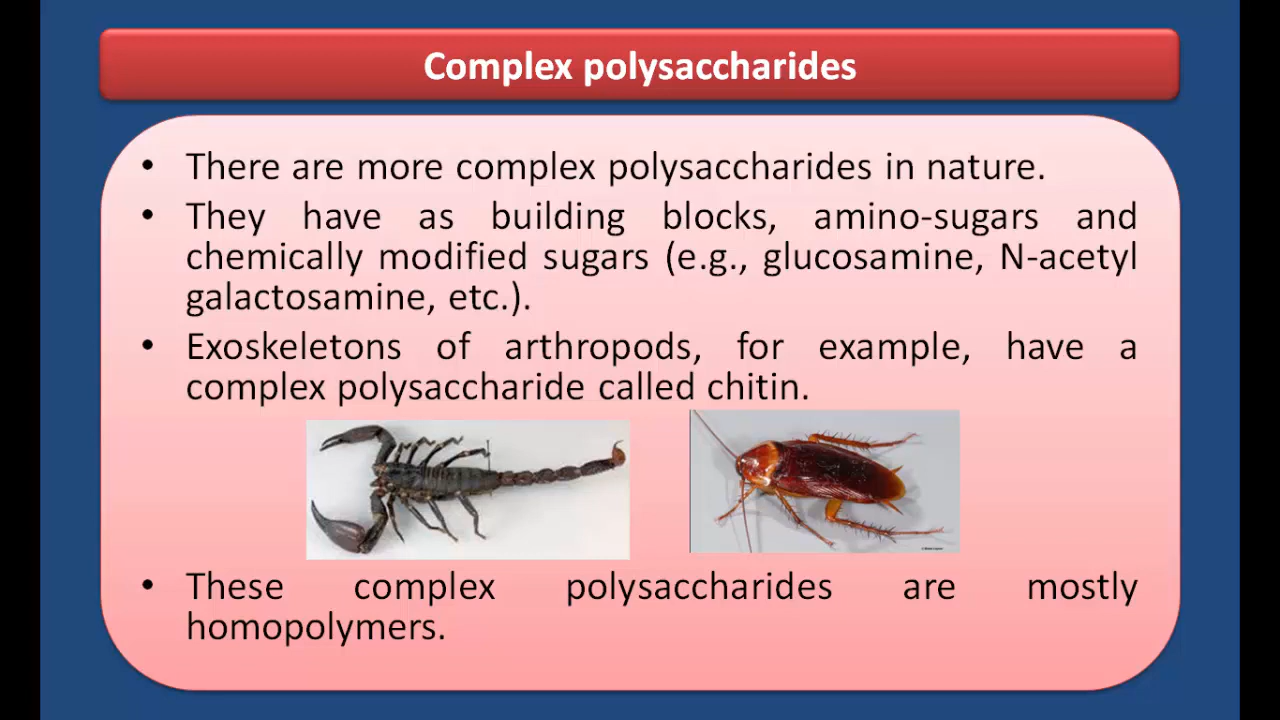 Complex polysaccharides
• There are more complex polysaccharides in nature.
• They have as building blocks, amino-sugars and
chemically modified sugars (e.g., glucosamine, N-acetyl
galactosamine, etc.).
• Exoskeletons of arthropods, for example, have a
complex polysaccharide called chitin.
• These complex polysaccharides are mostly
homopolymers.